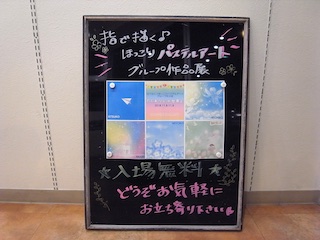 指で描く♪
ほっこりパステルアート
グループ作品展
☆入場無料☆
どうぞお気軽に
お立ち寄り下さい